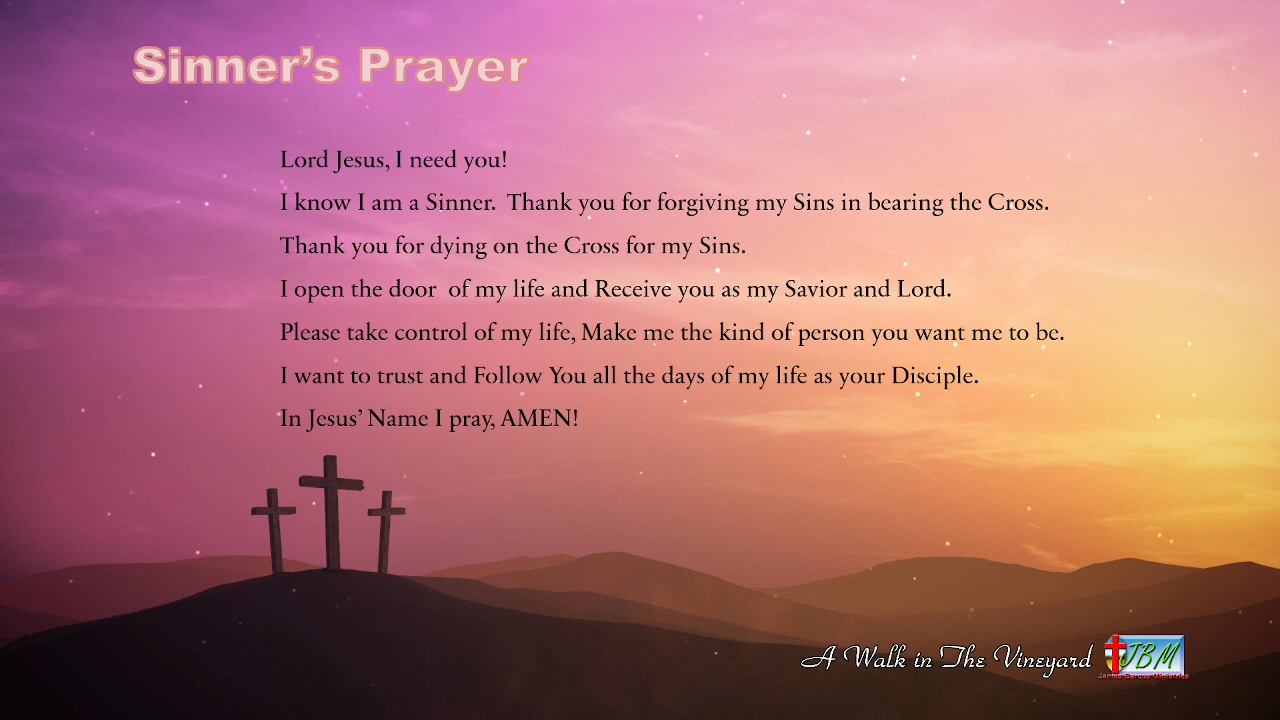 Sinner's Prayer
Lord Jesus, I need you!
I know I am a Sinner.  Thank you for forgiving my Sins in bearing the Cross.
Thank you for dying on the Cross for my Sins.
I open the door  of my life and Receive you as my Savior and Lord.
Please take control of my life, Make me the kind of person you want me to be.
I want to trust and Follow You all the days of my life as your Disciple.
In Jesus' Name I pray, AMEN!
A Walk in The Vineyard
JBM